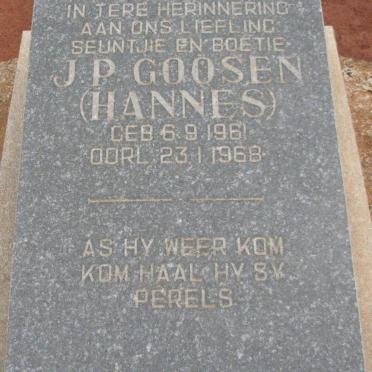 IN TERE HERINNERING
AAN ONS LIEFLING
SEUNTJIE EN BOETIE
J.P. GOOSEN
(HANNES)
GEB 6.9.1961
OORL 23.1.1968
AS HY WEER KOM
KOM HAAL HY SY
PERELS